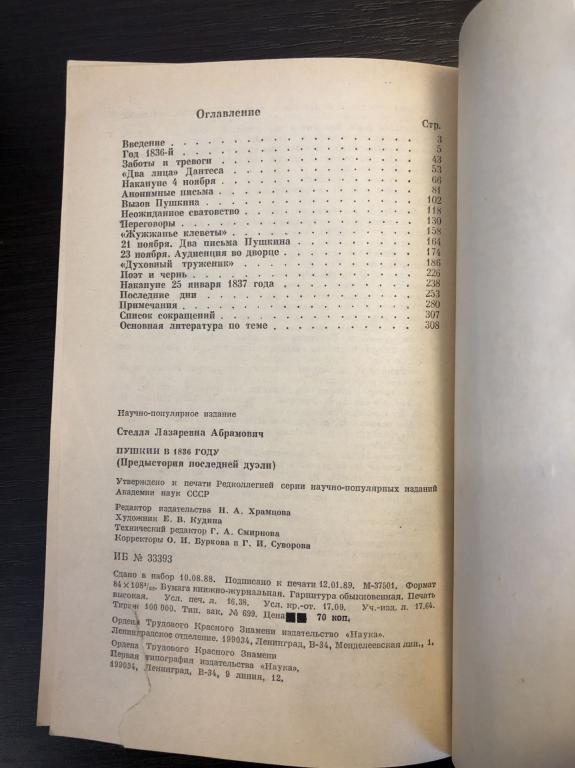 Оглавление
Стр.
Введение . . . . . . . . . . . . . . . 3
Год 1836-й . . . . . . . . . . . . . . . 5
Заботы и тревоги . . . . . . . . . . . . . 43
«Два лица» Дантеса . . . . . . . . . . . . 53
Накануне 4 ноября . . . . . . . . . . . . 66
Анонимные письма . . . . . . . . . . . . 81
Вызов Пушкина . . . . . . . . . . . . . 102
Неожиданное сватовство . . . . . . . . . . 118
Переговоры . . . . . . . . . . . . . . 130
«Жужжанье клеветы» . . . . . . . . . . . 158
21 ноября. Два письма Пушкина . . . . . . . . 164
23 ноября. Аудиенция во дворце . . . . . . . . 174
«Духовный труженик» . . . . . . . . . . . 186
Поэт и чернь . . . . . . . . . . . . . 226
Накануне 25 января 1837 года . . . . . . . . 238
Последние дни . . . . . . . . . . . . . 253
Примечания . . . . . . . . . . . . . . 280
Список сокращений . . . . . . . . . . . . 307
Основная литература по теме . . . . . . . . . 308
Научно-популярное издание
Стелла Лазаревна Абрамович
ПУШКИН В 1836 ГОДУ
(Предыстория последней дуэли)
Утверждено к печати Редколлегией серии научно-популярных изданий
Академии наук СССР
Редактор издательства Н. А. Храмцова
Художник Е. В. Кудина
Технический редактор Г. А. Смирнова
Корректоры О. И. Буркова и Г. И. Суворова
ИБ № 33393
Сдано в набор 10.08.88. Подписано к печати 12.01.89. М-37501. Формат
84 × 108¹/₃₂. Бумага книжно-журнальная. Гарнитура обыкновенная. Печать
высокая. Усл. печ. л. 16.38. Усл. кр.-от. 17.09. Уч.-изд. л. 17.64.
Тираж 100 000. Тип. зак. № 699. Цена 70 коп.
Ордена Трудового Красного Знамени издательство «Наука».
Ленинградское отделение. 199034, Ленинград, В-34, Менделеевская лин., 1.
Ордена Трудового Красного Знамени
Первая типография издательства «Наука».
199034, Ленинград, В-34, 9 линия, 12.